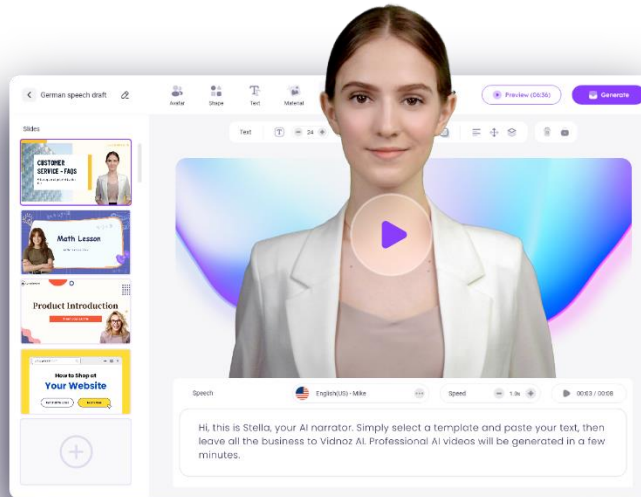 German speech draft
Avatar
Shape
Text
Material
Preview (06:36)
Generate
Slides
Text
T
24
CUSTOMER
SERVICE - FAQS
Math Lesson
Product Introduction
How to Shop at
Your Website
Speech
English(US) - Mike
Speed
1.0x
00:03 / 00:08
Hi, this is Stella, your AI narrator. Simply select a template and paste your text, then
leave all the business to Vidnoz AI. Professional AI videos will be generated in a few
minutes.